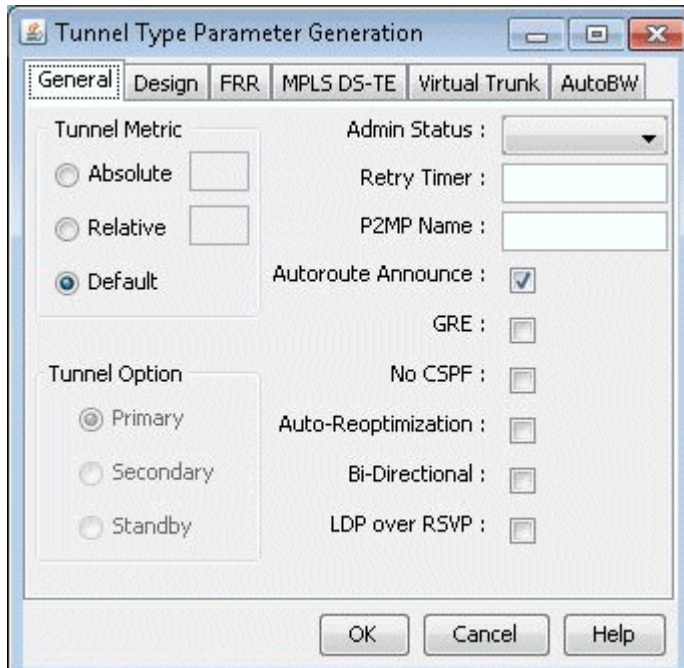 Tunnel Type Parameter Generation
General Design FRR MPLS DS-TE Virtual Trunk AutoBW
Tunnel Metric
Absolute
Relative
Default
Tunnel Option
Primary
Secondary
Standby
Admin Status :
Retry Timer :
P2MP Name :
Autoroute Announce :
GRE :
No CSPF :
Auto-Reoptimization :
Bi-Directional :
LDP over RSVP :
OK Cancel Help